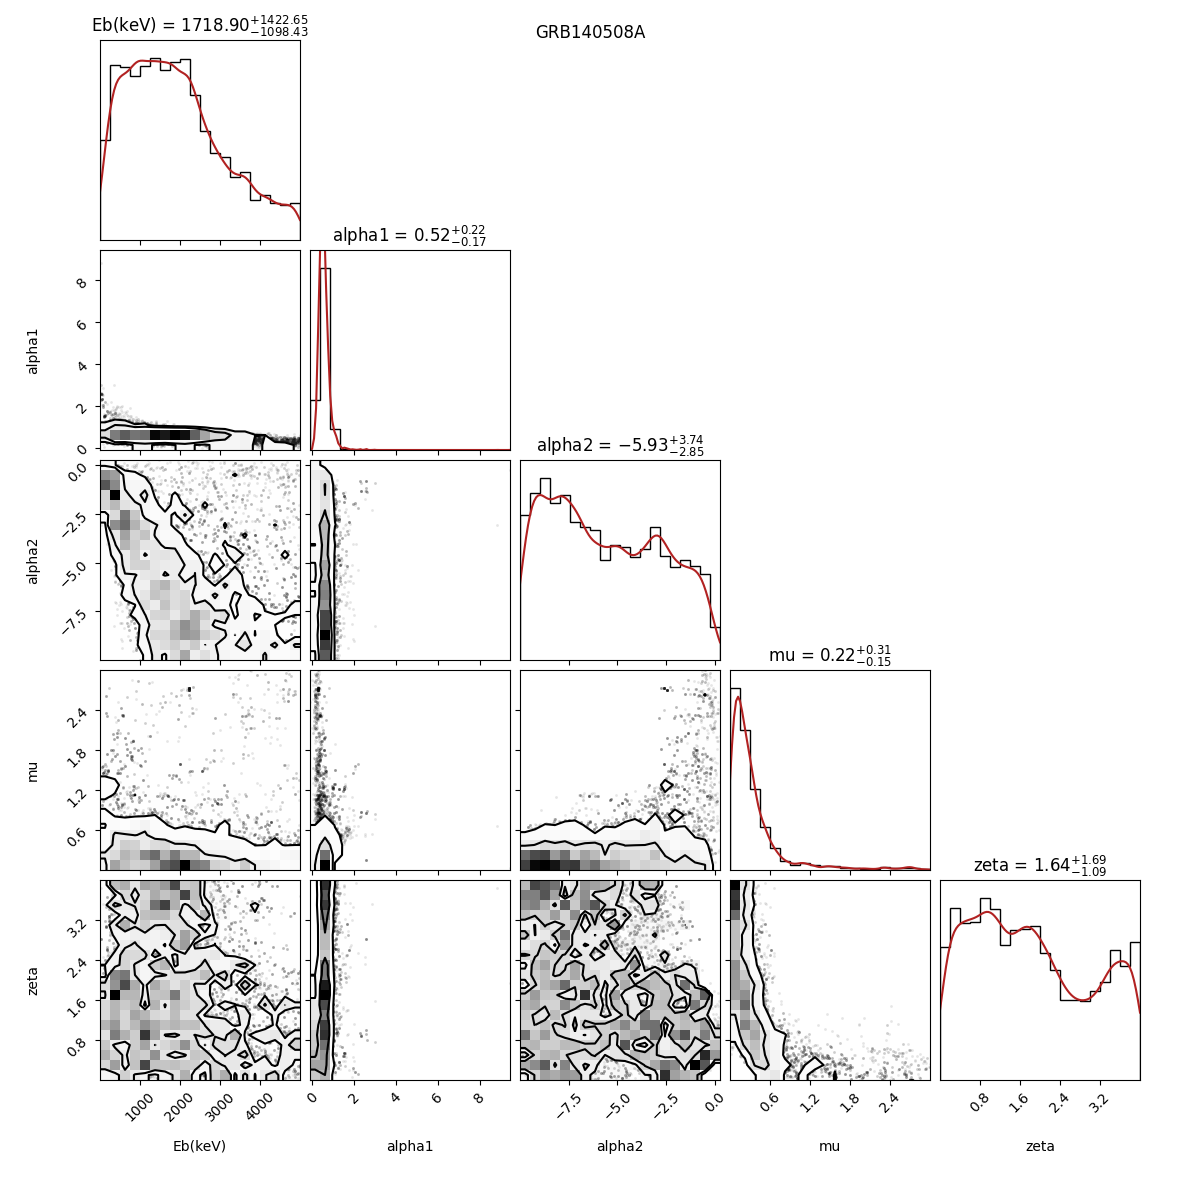 Eb(keV) = 1718.90+1422.65
−1098.43
GRB140508A
alpha1 = 0.52+0.22
−0.17
8
6
4
2
0
alpha1
alpha2 = −5.93+3.74
−2.85
0.0
−2.5
−5.0
−7.5
alpha2
mu = 0.22+0.31
−0.15
2.4
1.8
1.2
0.6
mu
zeta = 1.64+1.69
−1.09
3.2
2.4
1.6
0.8
zeta
1000 2000 3000 4000
0 2 4 6 8
−7.5 −5.0 −2.5 0.0
0.6 1.2 1.8 2.4
0.8 1.6 2.4 3.2
Eb(keV) alpha1 alpha2 mu zeta